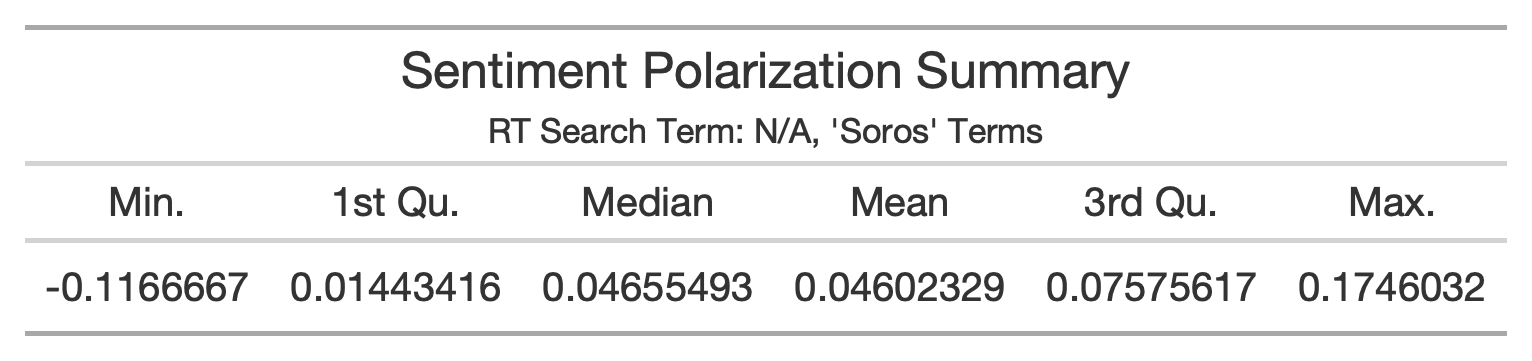 Sentiment Polarization Summary
RT Search Term: N/A, 'Soros' Terms
Min. 1st Qu. Median Mean 3rd Qu. Max.
-0.1166667 0.01443416 0.04655493 0.04602329 0.07575617 0.1746032